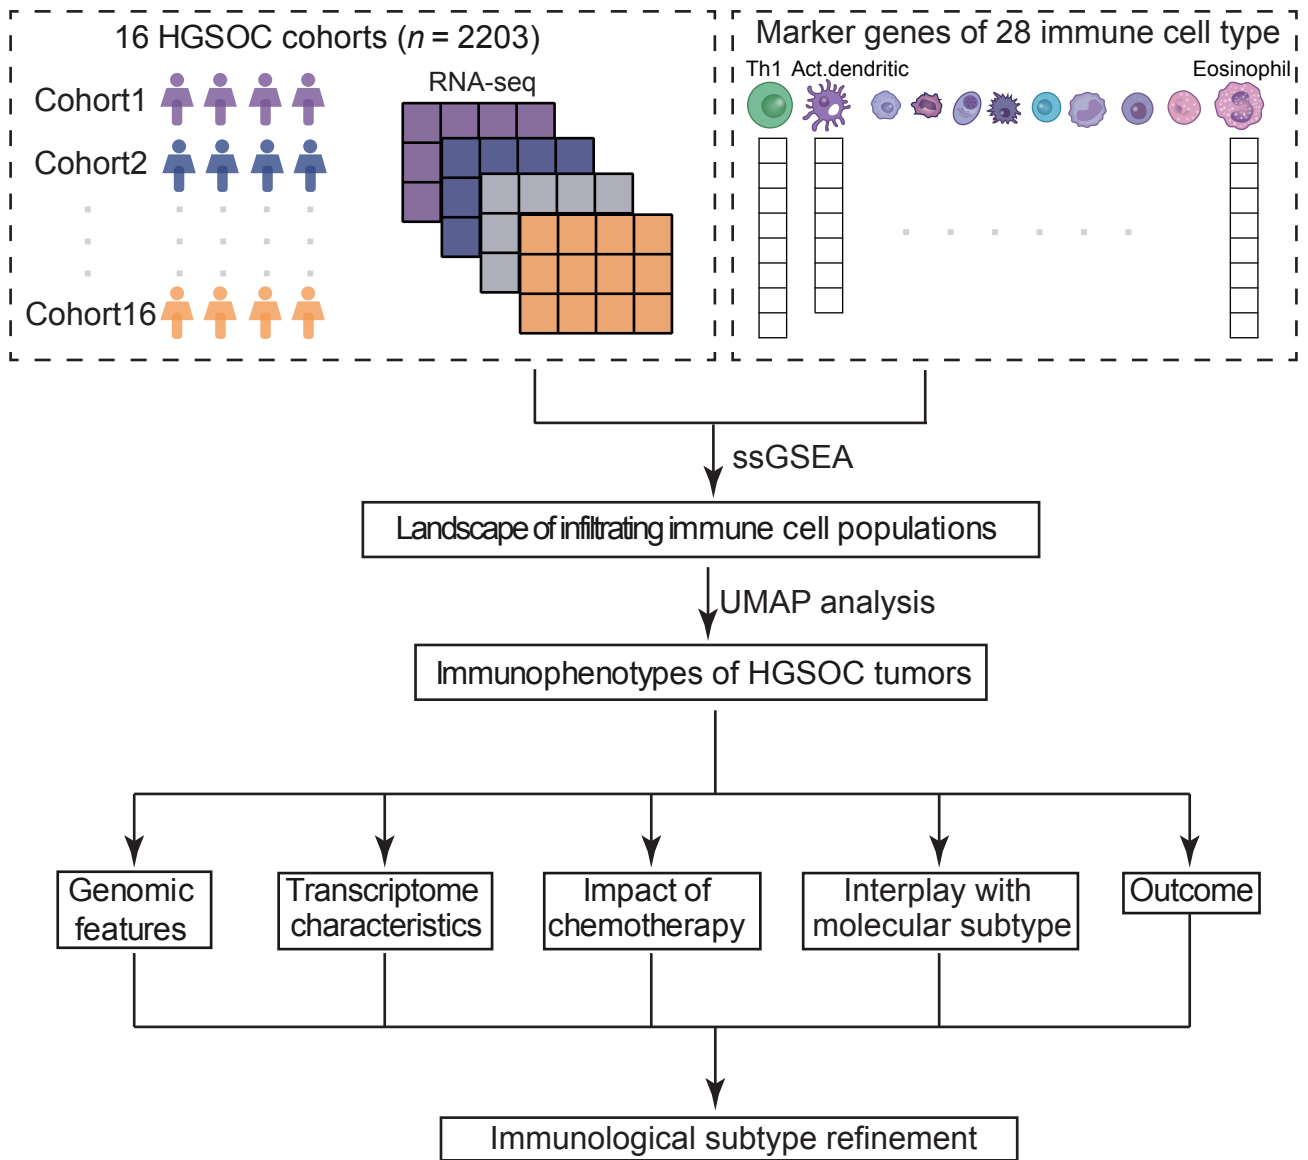 16 HGSOC cohorts (n = 2203)
RNA-seq
Cohort1
Cohort2
Cohort16
Marker genes of 28 immune cell type
Th1 Act.dendritic Eosinophil
ssGSEA
Landscape of infiltrating immune cell populations
UMAP analysis
Immunophenotypes of HGSOC tumors
Genomic
features
Transcriptome
characteristics
Impact of
chemotherapy
Interplay with
molecular subtype
Outcome
Immunological subtype refinement